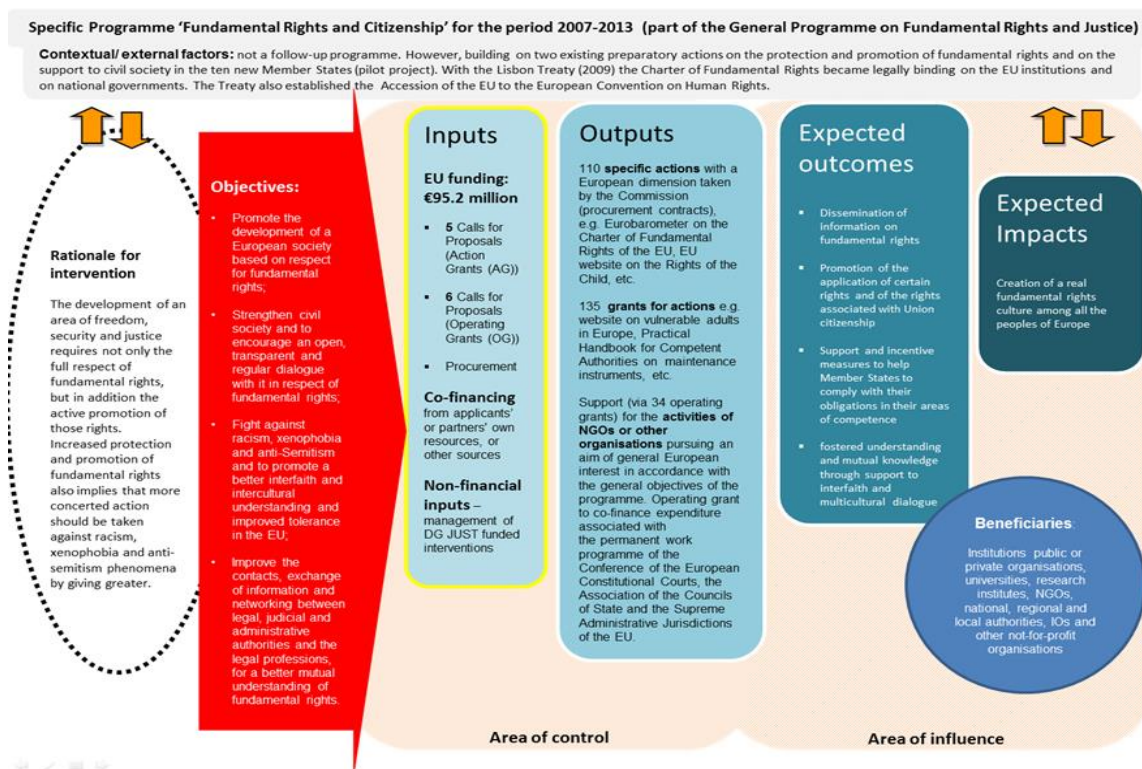 Specific Programme ‘Fundamental Rights and Citizenship’ for the period 2007-2013 (part of the General Programme on Fundamental Rights and Justice)
Contextual/ external factors: not a follow-up programme. However, building on two existing preparatory actions on the protection and promotion of fundamental rights and on the
support to civil society in the ten new Member States (pilot project). With the Lisbon Treaty (2009) the Charter of Fundamental Rights became legally binding on the EU institutions and
on national governments. The Treaty also established the Accession of the EU to the European Convention on Human Rights.
Rationale for
intervention
The development of an
area of freedom,
security and justice
requires not only the
full respect of
fundamental rights,
but in addition the
active promotion of
those rights.
Increased protection
and promotion of
fundamental rights
also implies that more
concerted action
should be taken
against racism,
xenophobia and anti-
semitism phenomena
by giving greater.
Objectives:
• Promote the
development of a
European society
based on respect
for fundamental
rights;
• Strengthen civil
society and to
encourage an open,
transparent and
regular dialogue
with it in respect of
fundamental rights;
• Fight against
racism, xenophobia
and anti-Semitism
and to promote a
better interfaith and
intercultural
understanding and
improved tolerance
in the EU;
• Improve the
contacts, exchange
of information and
networking between
legal, judicial and
administrative
authorities and the
legal professions,
for a better mutual
understanding of
fundamental rights.
Inputs
EU funding:
€95.2 million
▪ 5 Calls for
Proposals
(Action
Grants (AG))
▪ 6 Calls for
Proposals
(Operating
Grants (OG))
▪ Procurement
Co-financing
from applicants’
or partners' own
resources, or
other sources
Non-financial
inputs –
management of
DG JUST funded
interventions
Outputs
110 specific actions with a
European dimension taken
by the Commission
(procurement contracts),
e.g. Eurobarometer on the
Charter of Fundamental
Rights of the EU, EU
website on the Rights of the
Child, etc.
135 grants for actions e.g.
website on vulnerable adults
in Europe, Practical
Handbook for Competent
Authorities on maintenance
instruments, etc.
Support (via 34 operating
grants) for the activities of
NGOs or other
organisations pursuing an
aim of general European
interest in accordance with
the general objectives of the
programme. Operating grant
to co-finance expenditure
associated with
the permanent work
programme of the
Conference of the European
Constitutional Courts, the
Association of the Councils
of State and the Supreme
Administrative Jurisdictions
of the EU.
Expected
outcomes
▪ Dissemination of
information on
fundamental rights
▪ Promotion of the
application of certain
rights and of the rights
associated with Union
citizenship
▪ Support and incentive
measures to help
Member States to
comply with their
obligations in their areas
of competence
▪ fostered understanding
and mutual knowledge
through support to
interfaith and
multicultural dialogue
Expected
Impacts
Creation of a real
fundamental rights
culture among all the
peoples of Europe
Beneficiaries:
Institutions public or
private organisations,
universities, research
institutes, NGOs,
national, regional and
local authorities, IOs and
other not-for-profit
organisations
Area of control
Area of influence